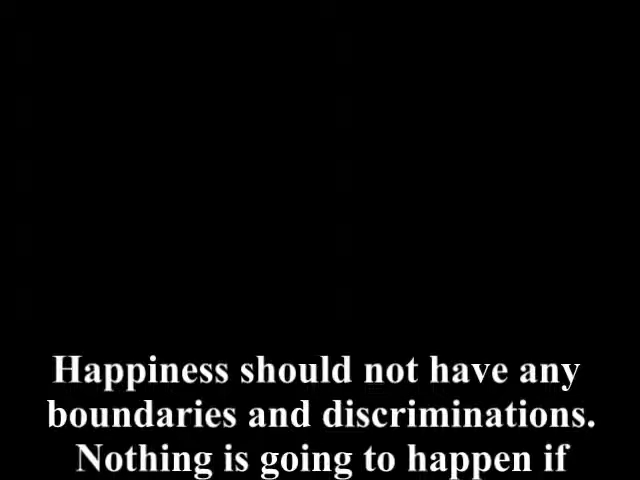 Happiness should not have any
boundaries and discriminations.
Nothing is going to happen if